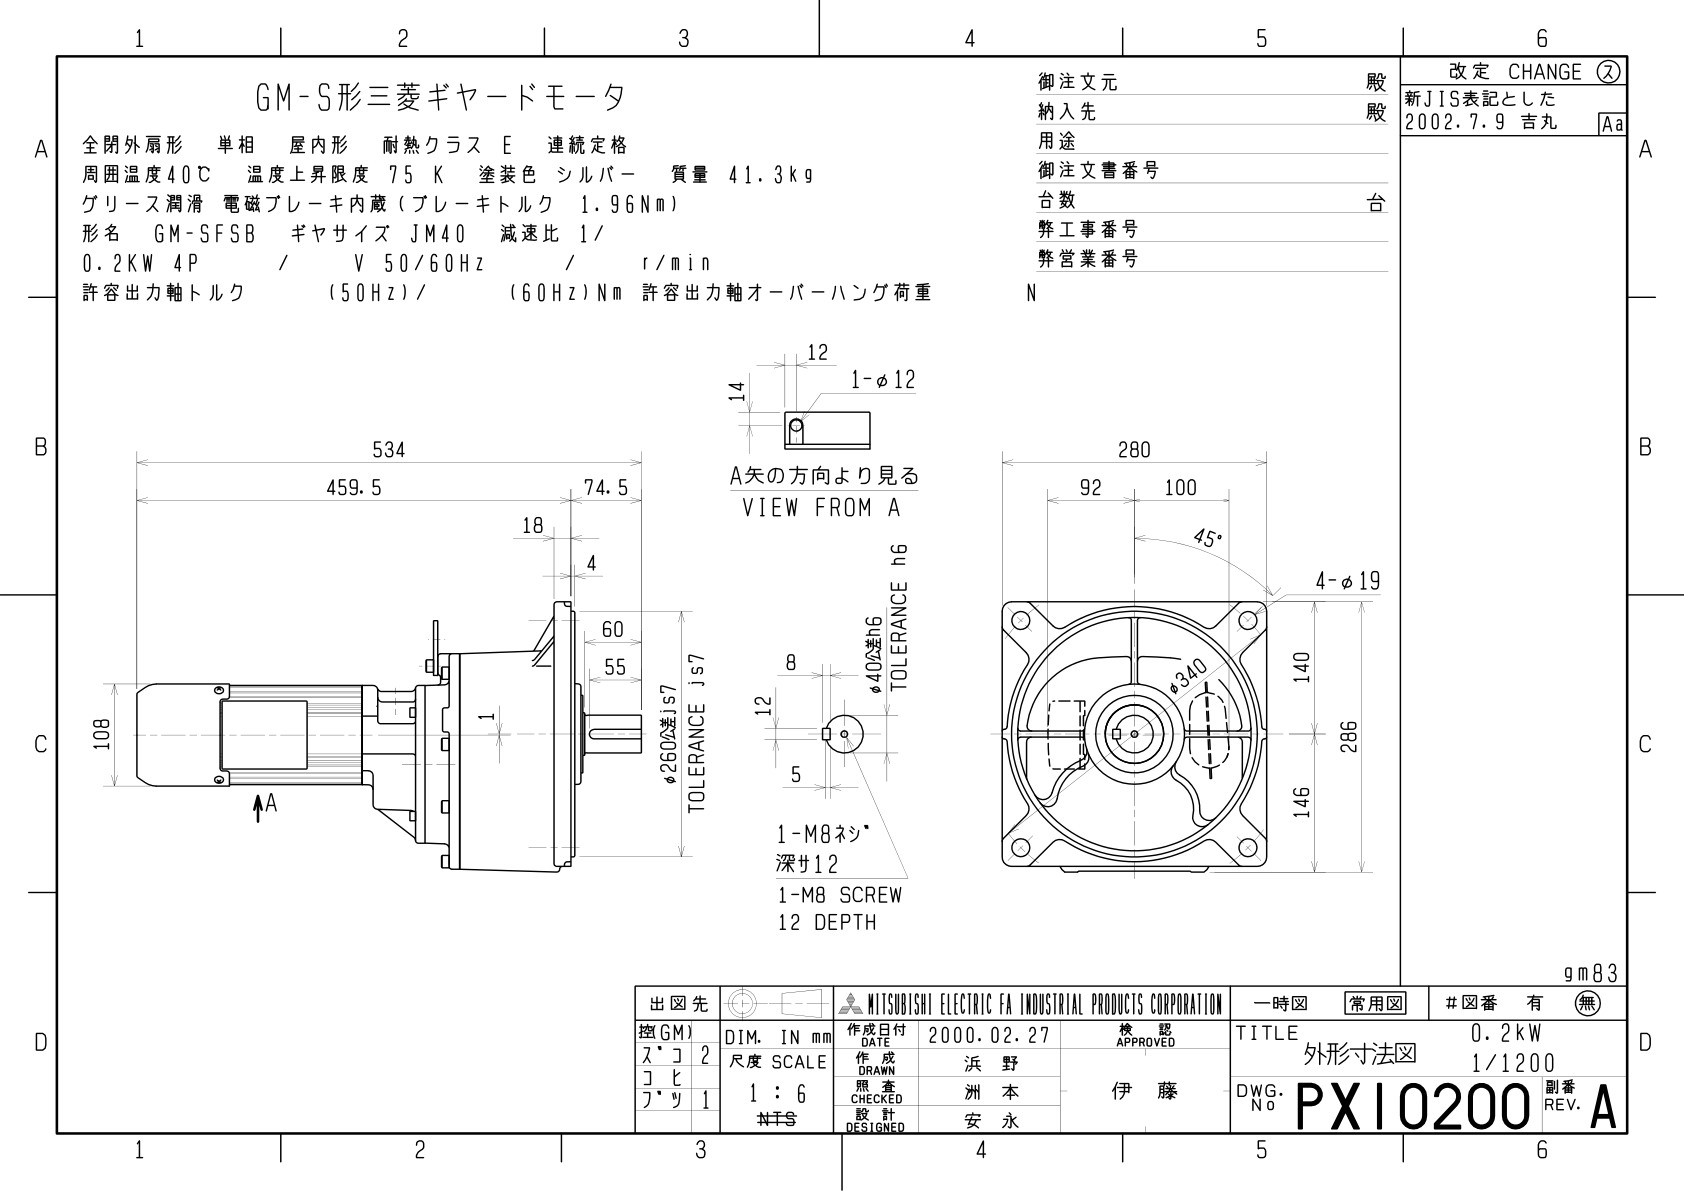 1 2 3 4 5 6
改定 CHANGE ス
新JIS表記とした
2002.7.9 吉丸 Aa
GM-S形三菱ギヤードモータ
全閉外扇形 単相 屋内形 耐熱クラス E 連続定格
周囲温度40℃ 温度上昇限度 75 K 塗装色 シルバー 質量 41.3kg
グリース潤滑 電磁ブレーキ内蔵(ブレーキトルク 1.96Nm)
形名 GM-SFSB ギヤサイズ JM40 減速比 1/
0.2KW 4P / V 50/60Hz / r/min
許容出力軸トルク (50Hz)/ (60Hz)Nm 許容出力軸オーバーハング荷重 N
御注文元 殿
納入先 殿
用途
御注文書番号
台数 台
弊工事番号
弊営業番号
A A
B B
C C
D D
12
14
1-φ12
A矢の方向より見る
VIEW FROM A
534
459.5 74.5
18
4
60
55
1
108
A
φ260公差js7
TOLERANCE js7
8
12
5
φ40公差h6
TOLERANCE h6
1-M8ネジ
深サ12
1-M8 SCREW
12 DEPTH
280
92 100
45°
4-φ19
φ340
140
286
146
gm83
出図先
控(GM)
ズコ 2
コヒ
ブツ 1
DIM. IN mm
尺度 SCALE
1 : 6
NTS
MITSUBISHI ELECTRIC FA INDUSTRIAL PRODUCTS CORPORATION
作成日付 DATE 2000.02.27
作成 DRAWN 浜野
照査 CHECKED 洲本
設計 DESIGNED 安永
検認 APPROVED
伊藤
一時図 常用図 #図番 有 無
TITLE 外形寸法図
0.2kW
1/1200
DWG. No PX10200 副番 REV. A
1 2 3 4 5 6